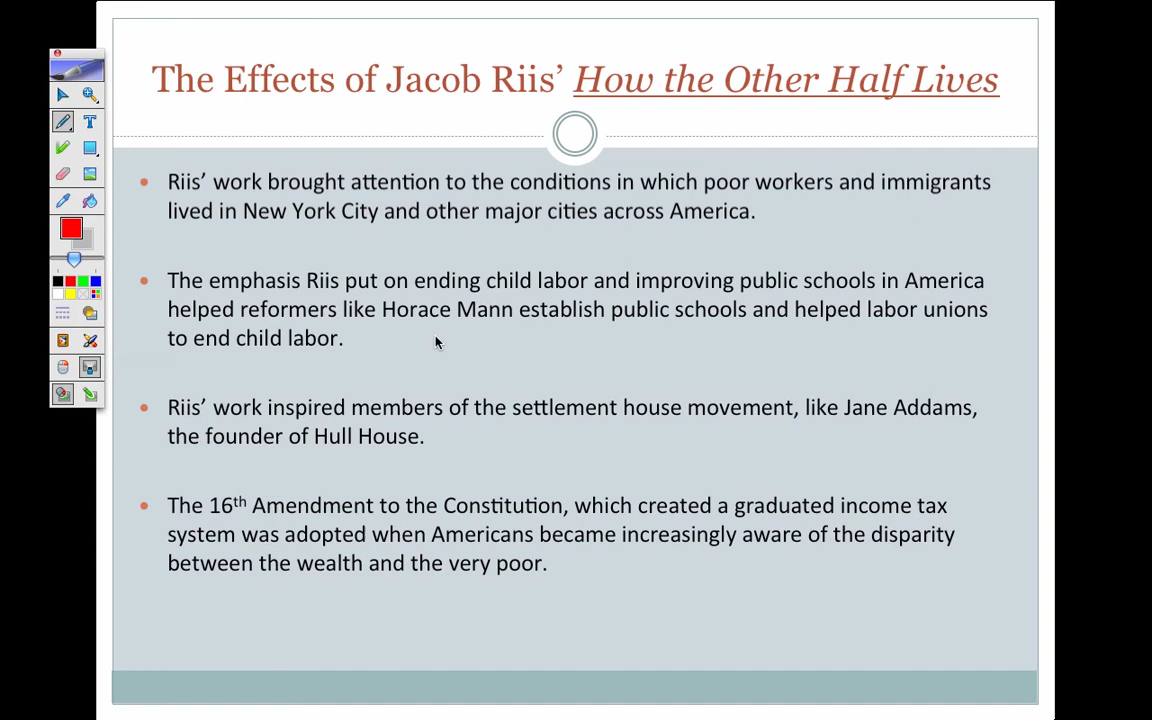 The Effects of Jacob Riis’ How the Other Half Lives
• Riis’ work brought attention to the conditions in which poor workers and immigrants
lived in New York City and other major cities across America.
• The emphasis Riis put on ending child labor and improving public schools in America
helped reformers like Horace Mann establish public schools and helped labor unions
to end child labor.
• Riis’ work inspired members of the settlement house movement, like Jane Addams,
the founder of Hull House.
• The 16th Amendment to the Constitution, which created a graduated income tax
system was adopted when Americans became increasingly aware of the disparity
between the wealth and the very poor.